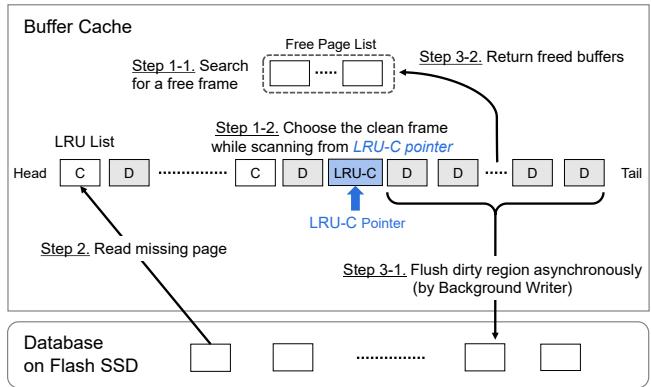 Buffer Cache
Free Page List
Step 1-1. Search
for a free frame
Step 3-2. Return freed buffers
Step 1-2. Choose the clean frame
while scanning from LRU-C pointer
LRU List
Head C D C D LRU-C D D D D Tail
LRU-C Pointer
Step 2. Read missing page
Step 3-1. Flush dirty region asynchronously
(by Background Writer)
Database
on Flash SSD